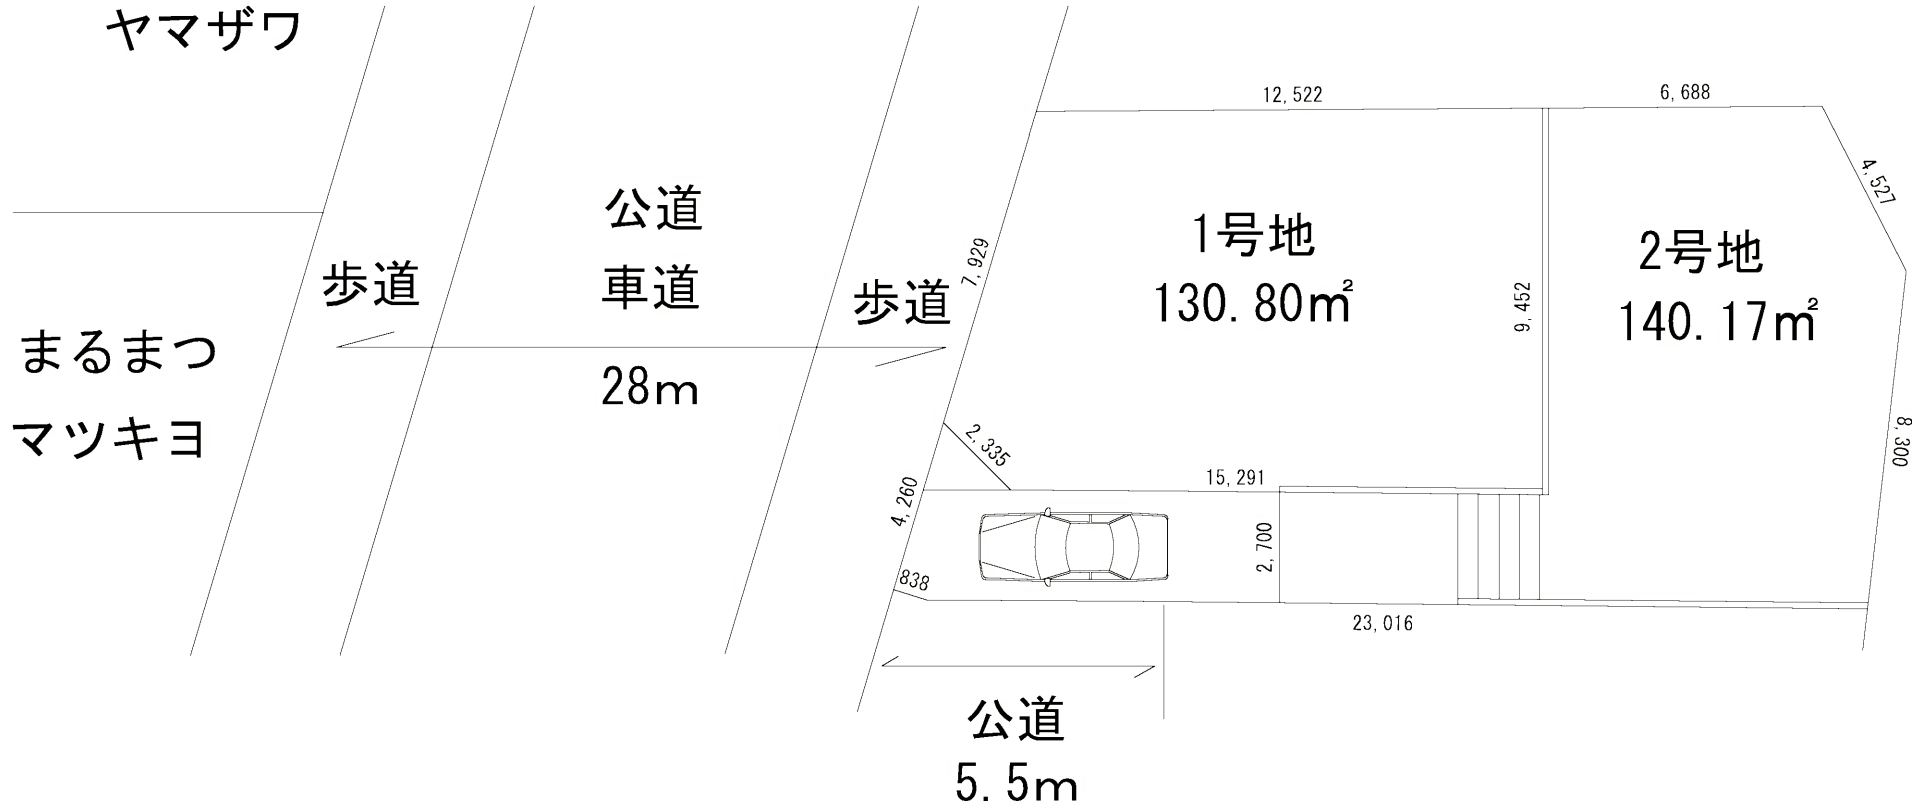 ヤマザワ
まるまつ
マツキヨ
歩道
公道
車道
28m
歩道
7,929
12,522
1号地
130.80㎡
9,452
6,688
4,527
2号地
140.17㎡
8,300
2,335
15,291
4,260
838
2,700
23,016
公道
5.5m